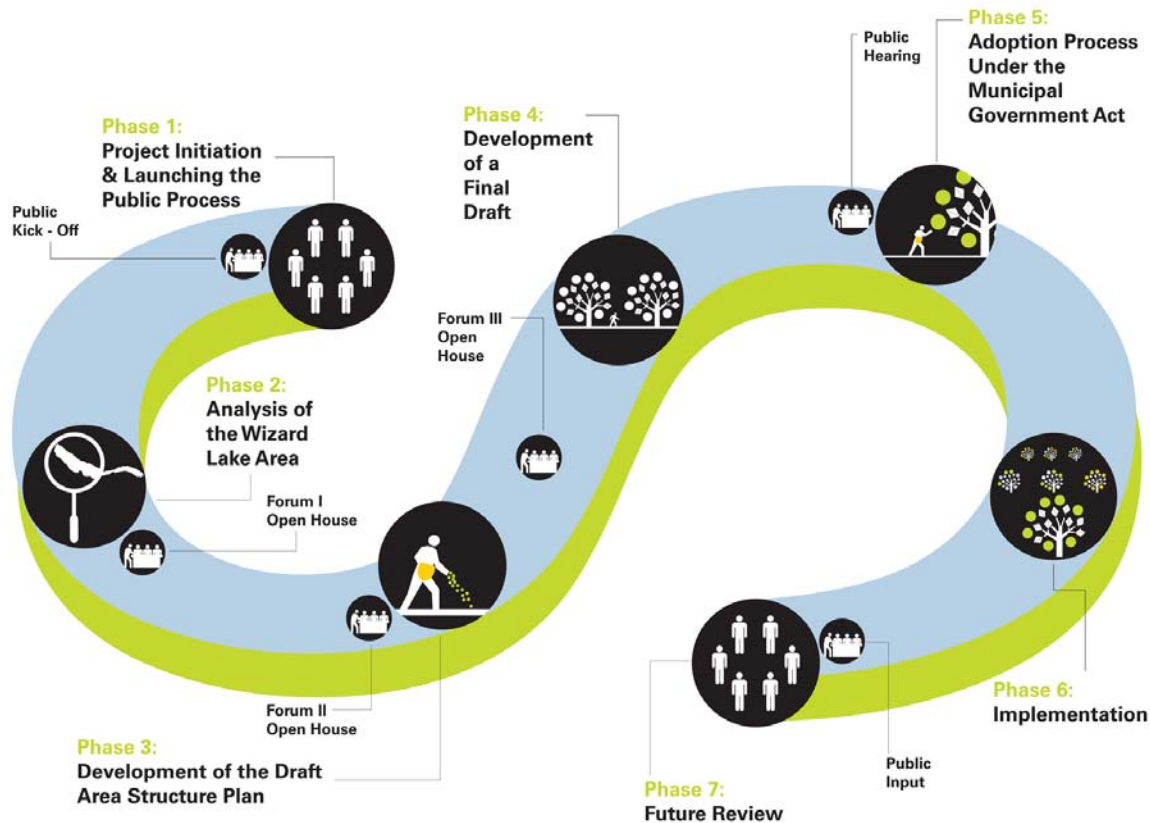 Phase 1:
Project Initiation
& Launching the
Public Process
Public
Kick - Off
Phase 2:
Analysis of
the Wizard
Lake Area
Forum I
Open House
Forum II
Open House
Phase 3:
Development of the Draft
Area Structure Plan
Forum III
Open
House
Phase 4:
Development
of a
Final
Draft
Public
Hearing
Phase 5:
Adoption Process
Under the
Municipal
Government Act
Phase 6:
Implementation
Public
Input
Phase 7:
Future Review